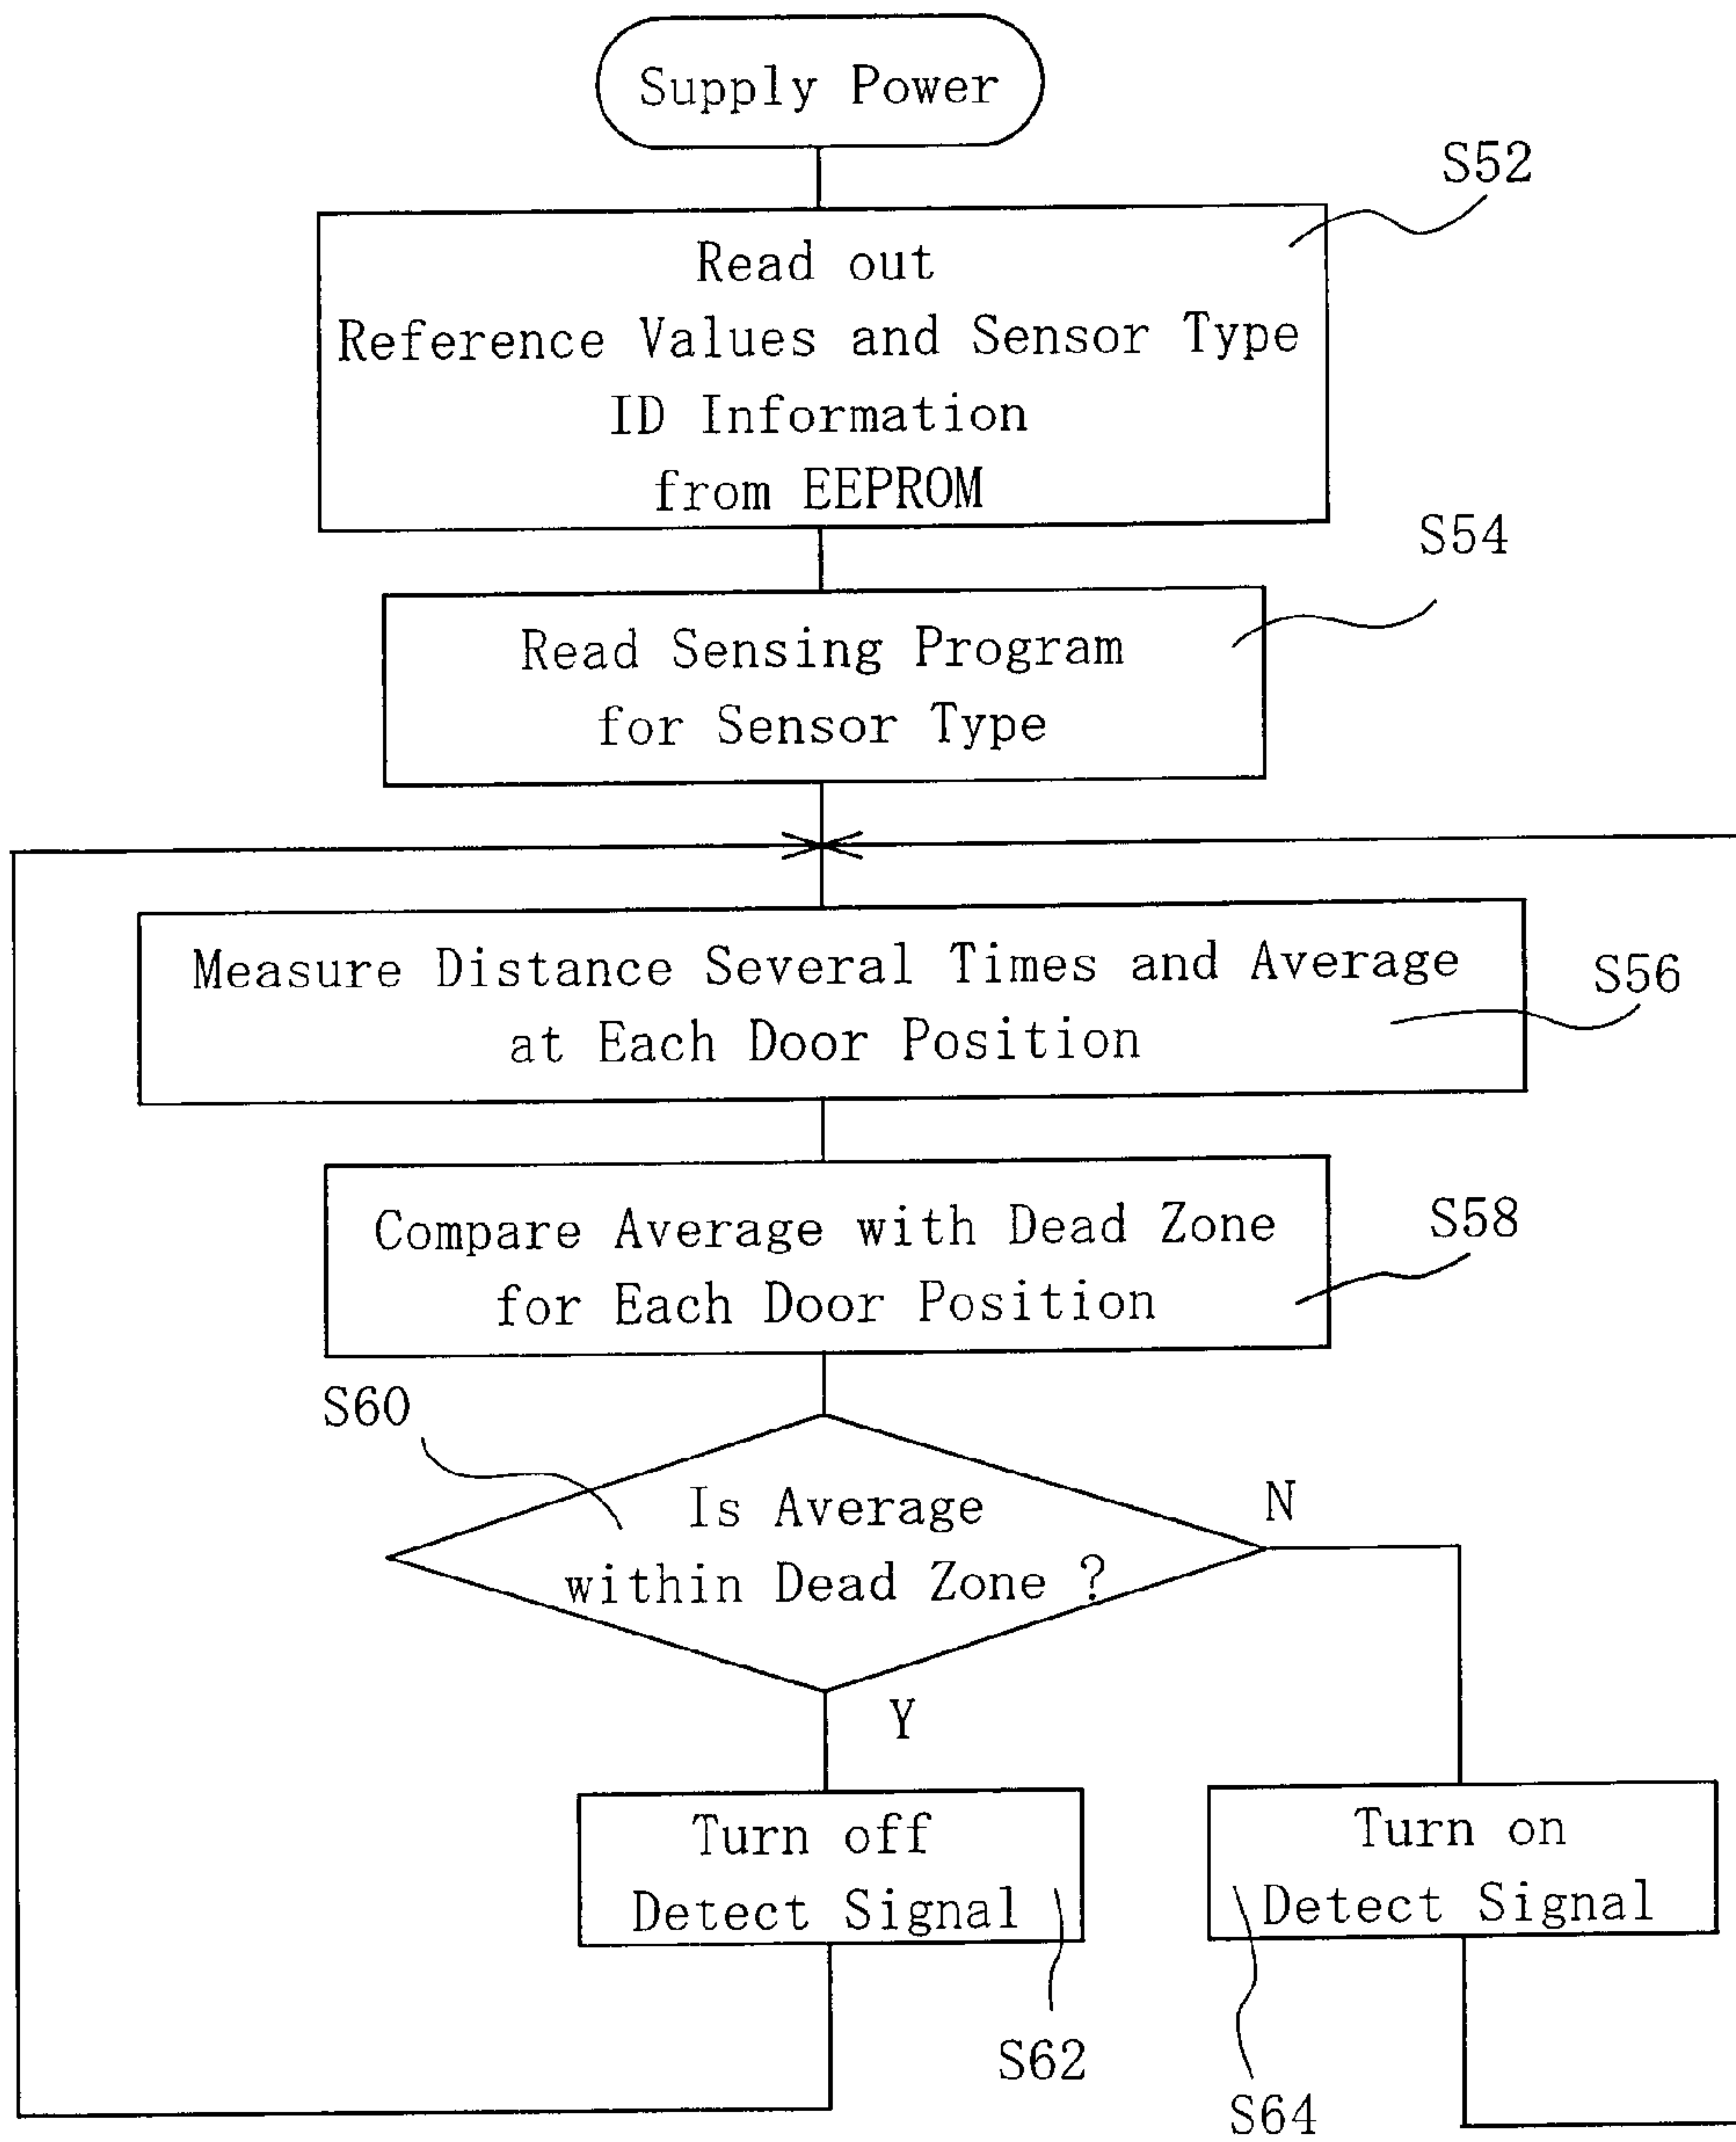 Supply Power
S52
Read out
Reference Values and Sensor Type
ID Information
from EEPROM
S54
Read Sensing Program
for Sensor Type
Measure Distance Several Times and Average
at Each Door Position
S56
Compare Average with Dead Zone
for Each Door Position
S58
S60
Is Average
within Dead Zone ?
N
Y
Turn off
Detect Signal
Turn on
Detect Signal
S62
S64